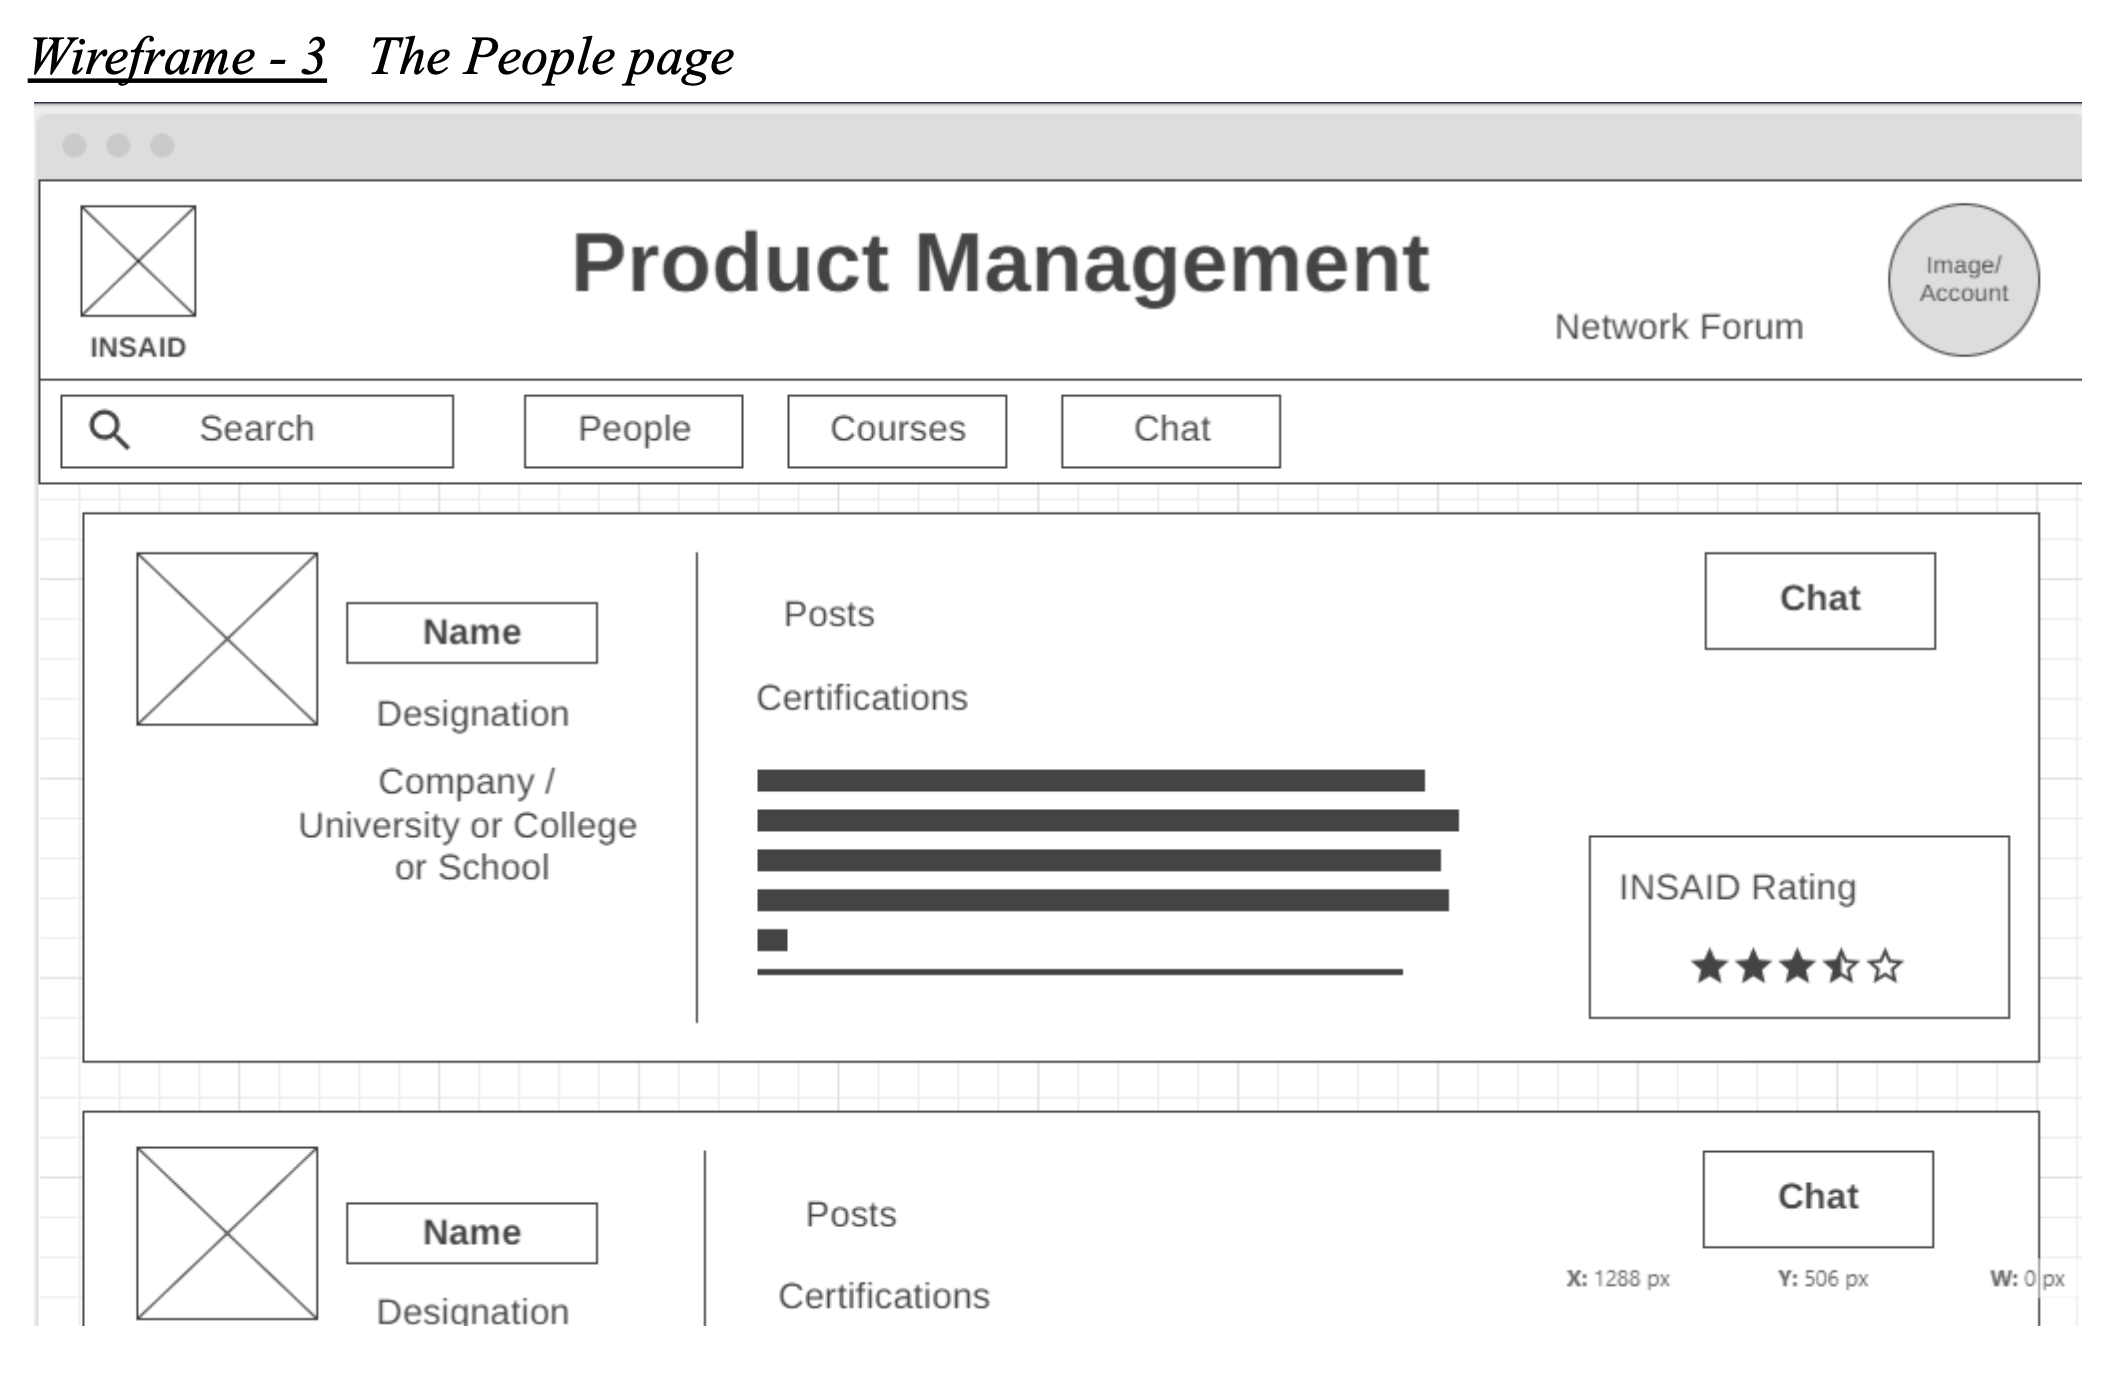 Wireframe - 3 The People page
Product Management
Image/
Account
Network Forum
INSAID
Search
People
Courses
Chat
Name
Designation
Company /
University or College
or School
Posts
Certifications
Chat
INSAID Rating
Name
Designation
Posts
Certifications
Chat
X: 1288 px Y: 506 px W: 0 px